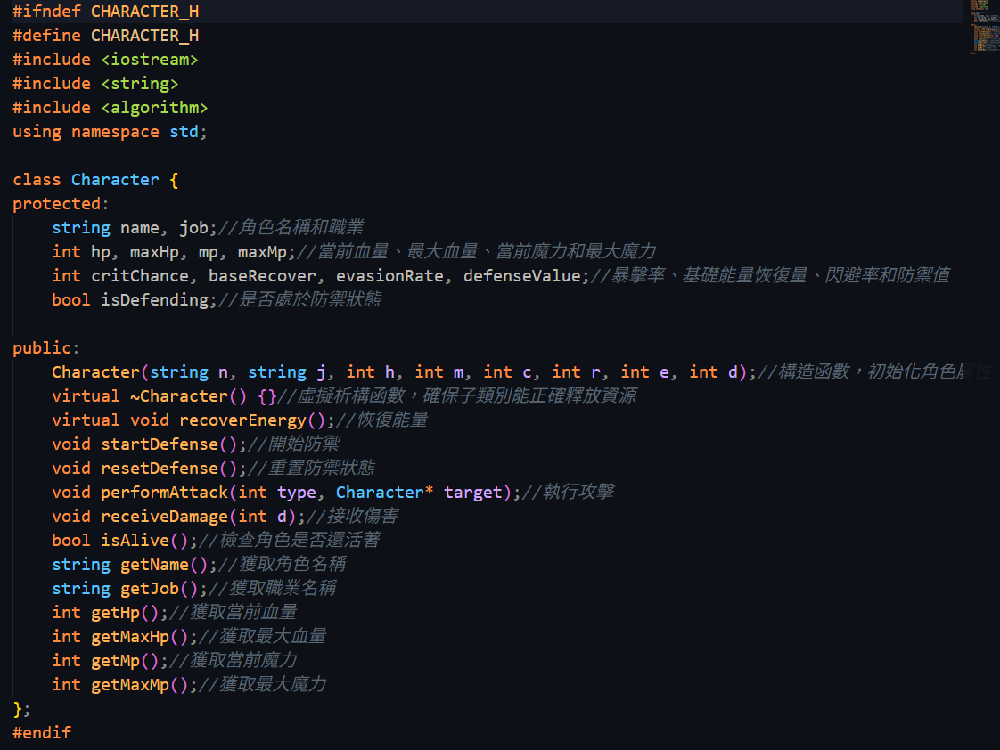 #ifndef CHARACTER_H
#define CHARACTER_H
#include <iostream>
#include <string>
#include <algorithm>
using namespace std;
class Character {
protected:
string name, job;//角色名稱和職業
int hp, maxHp, mp, maxMp;//當前血量、最大血量、當前魔力和最大魔力
int critChance, baseRecover, evasionRate, defenseValue;//暴擊率、基礎能量恢復量、閃避率和防禦值
bool isDefending;//是否處於防禦狀態
public:
Character(string n, string j, int h, int m, int c, int r, int e, int d);//構造函數，初始化角色屬性
virtual ~Character() {}//虛擬析構函數，確保子類別能正確釋放資源
virtual void recoverEnergy();//恢復能量
void startDefense();//開始防禦
void resetDefense();//重置防禦狀態
void performAttack(int type, Character* target);//執行攻擊
void receiveDamage(int d);//接收傷害
bool isAlive();//檢查角色是否還活著
string getName();//獲取角色名稱
string getJob();//獲取職業名稱
int getHp();//獲取當前血量
int getMaxHp();//獲取最大血量
int getMp();//獲取當前魔力
int getMaxMp();//獲取最大魔力
};
#endif